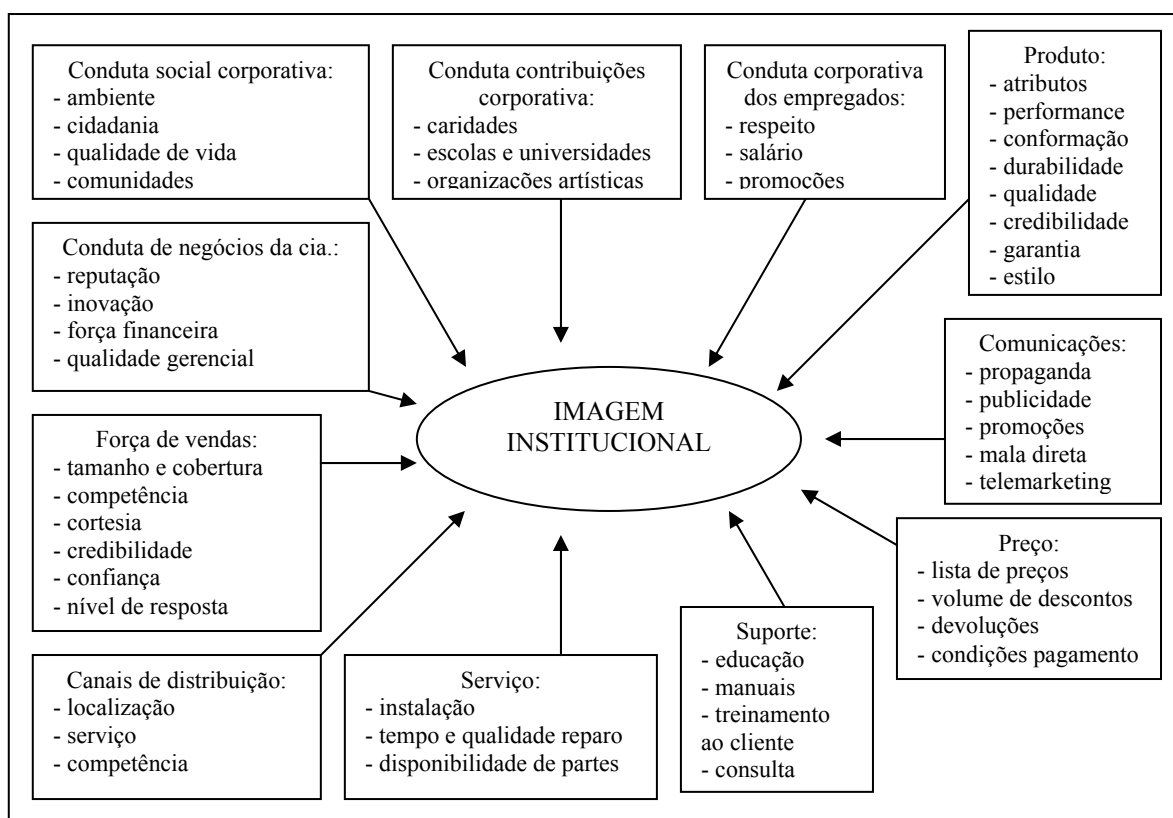 Conduta social corporativa:
- ambiente
- cidadania
- qualidade de vida
- comunidades
Conduta contribuições
corporativa:
- caridades
- escolas e universidades
- organizações artísticas
Conduta corporativa
dos empregados:
- respeito
- salário
- promoções
Produto:
- atributos
- performance
- conformação
- durabilidade
- qualidade
- credibilidade
- garantia
- estilo
Conduta de negócios da cia.:
- reputação
- inovação
- força financeira
- qualidade gerencial
IMAGEM
INSTITUCIONAL
Comunicações:
- propaganda
- publicidade
- promoções
- mala direta
- telemarketing
Força de vendas:
- tamanho e cobertura
- competência
- cortesia
- credibilidade
- confiança
- nível de resposta
Preço:
- lista de preços
- volume de descontos
- devoluções
- condições pagamento
Canais de distribuição:
- localização
- serviço
- competência
Serviço:
- instalação
- tempo e qualidade reparo
- disponibilidade de partes
Suporte:
- educação
- manuais
- treinamento
ao cliente
- consulta